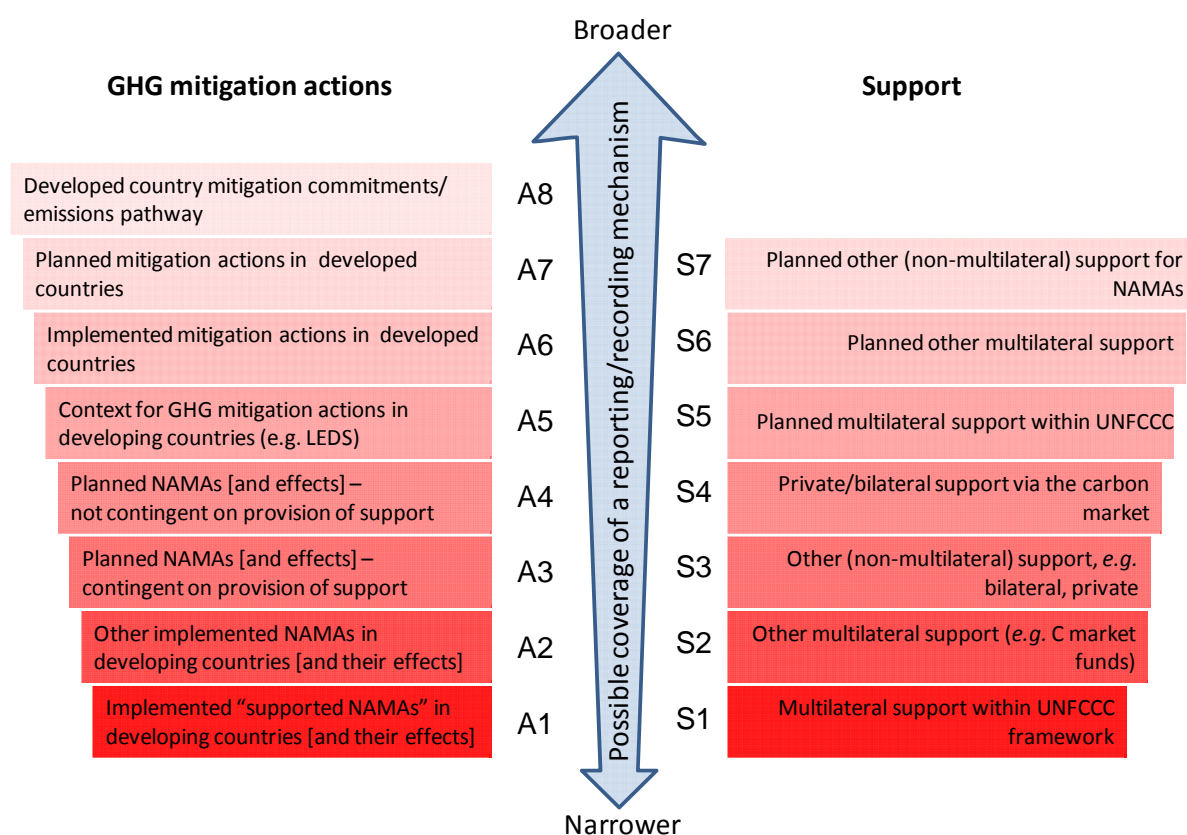 Broader
GHG mitigation actions
Support
Possible coverage of a reporting/recording mechanism
Developed country mitigation commitments/
emissions pathway
A8
Planned mitigation actions in developed
countries
A7
S7
Planned other (non-multilateral) support for
NAMAs
Implemented mitigation actions in developed
countries
A6
S6
Planned other multilateral support
Context for GHG mitigation actions in
developing countries (e.g. LEDS)
A5
S5
Planned multilateral support within UNFCCC
Planned NAMAs [and effects] –
not contingent on provision of support
A4
S4
Private/bilateral support via the carbon
market
Planned NAMAs [and effects] –
contingent on provision of support
A3
S3
Other (non-multilateral) support, e.g.
bilateral, private
Other implemented NAMAs in
developing countries [and their effects]
A2
S2
Other multilateral support (e.g. C market
funds)
Implemented “supported NAMAs” in
developing countries [and their effects]
A1
S1
Multilateral support within UNFCCC
framework
Narrower